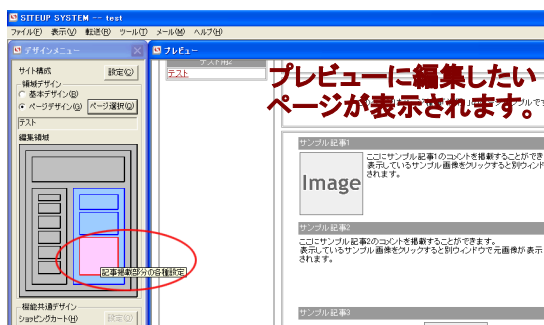 SITEUP SYSTEM -- test
ファイル(F) 表示(V) 転送(R) ツール(T) メール(M) ヘルプ(H)
デザインメニュー
サイト構成
設定(C)
領域デザイン
基本デザイン(B)
ページデザイン(G)
ページ選択(P)
テスト
編集領域
記事掲載部分の各種設定
機能共通デザイン
ショッピングカート(H)
設定(C)
プレビュー
テスト
プレビューに編集したい
ページが表示されます。
サンプル記事1
Image
ここにサンプル記事1のコメントを掲載することができ
表示しているサンプル画像をクリックすると別ウィンド
されます。
サンプル記事2
ここにサンプル記事2のコメントを掲載することができます。
表示しているサンプル画像をクリックすると別ウィンドウで元画像が表示
されます。
サンプル記事3